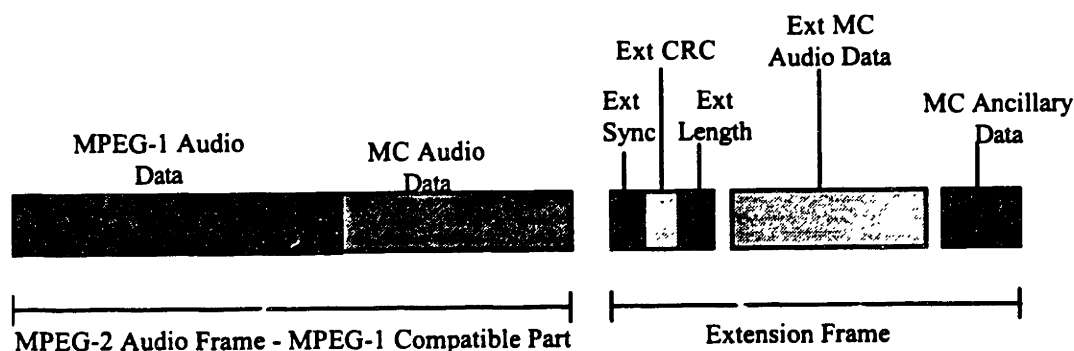 Ext MC
Audio Data
Ext CRC
Ext
Sync
Ext
Length
MC Ancillary
Data
MPEG-1 Audio
Data
MC Audio
Data
MPEG-2 Audio Frame - MPEG-1 Compatible Part
Extension Frame